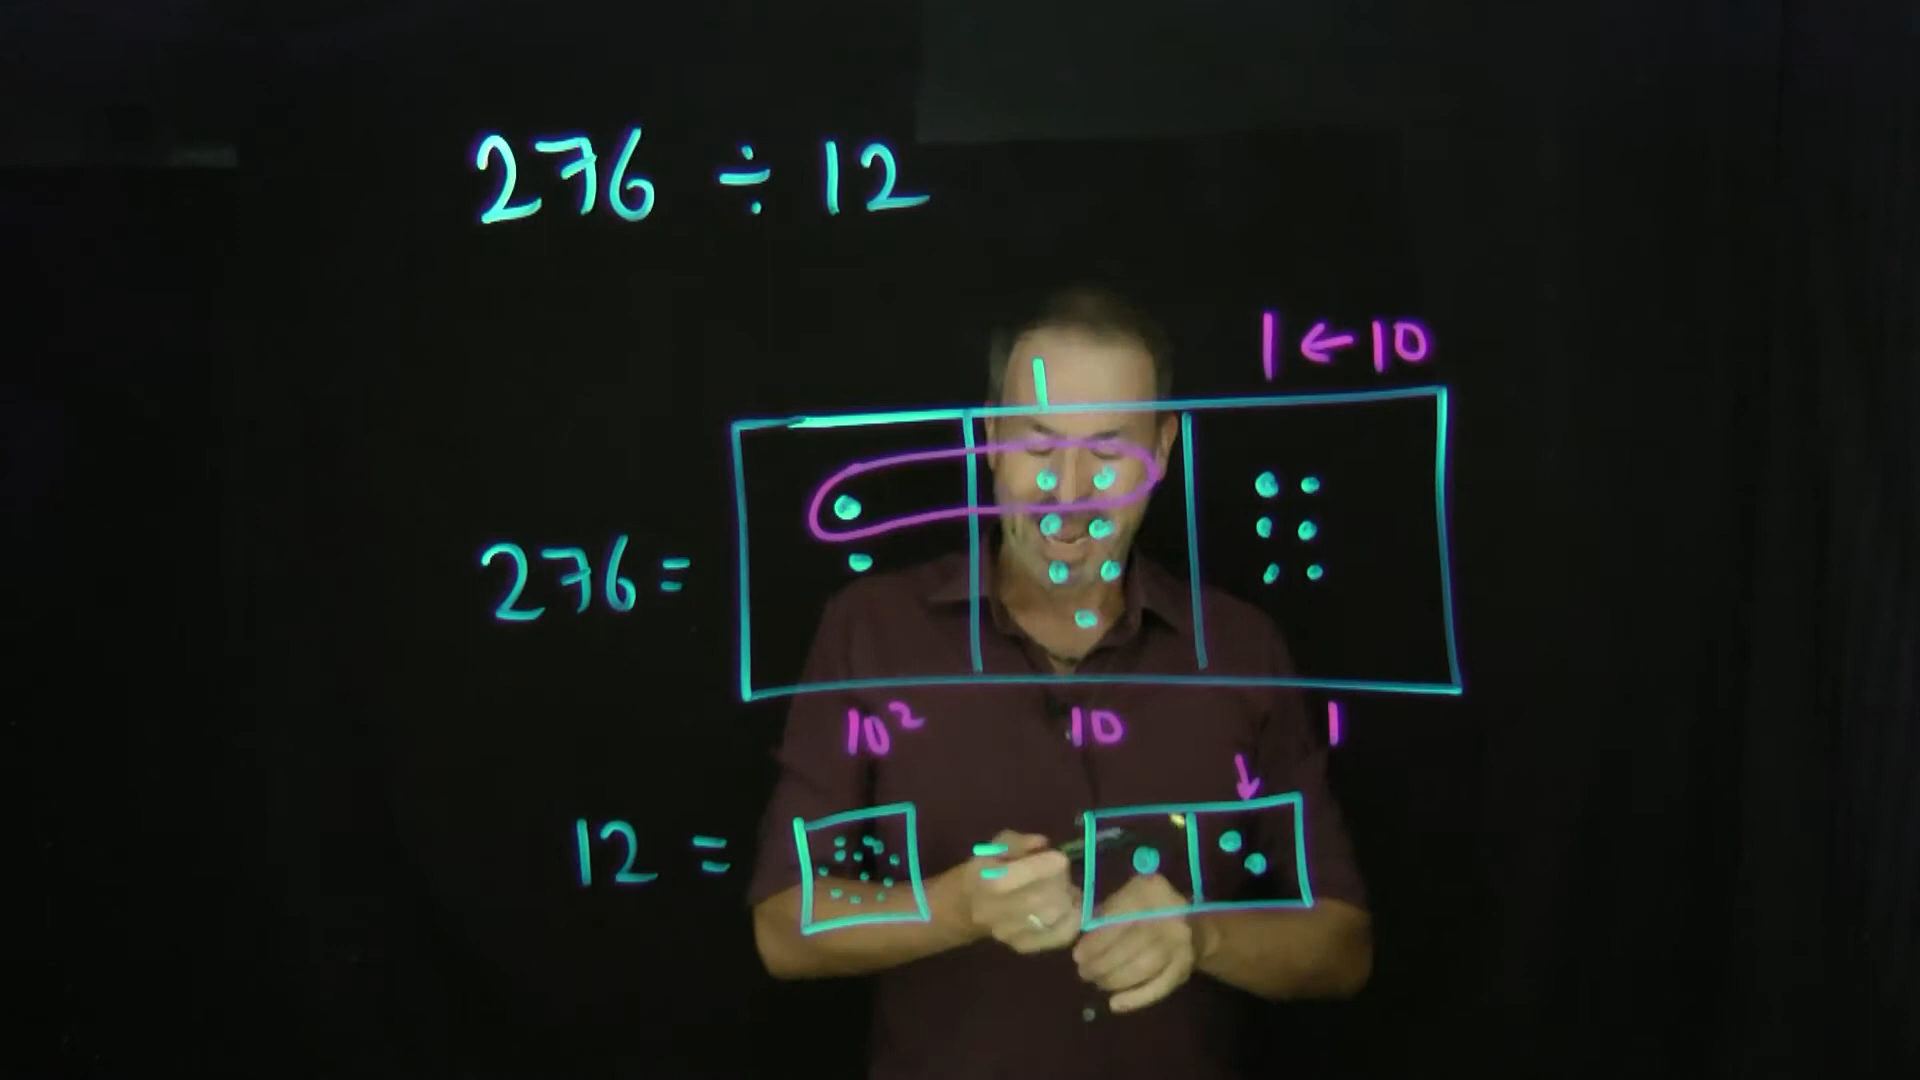 276 ÷ 12
1 ← 10
1
276 =
10² 10 1
↓
12 = =